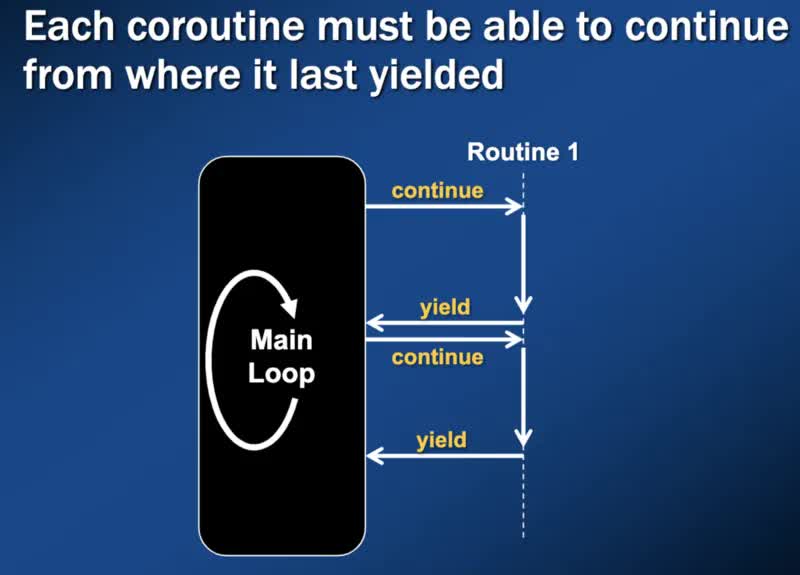 Each coroutine must be able to continue
from where it last yielded
Routine 1
continue
yield
Main
Loop
continue
yield